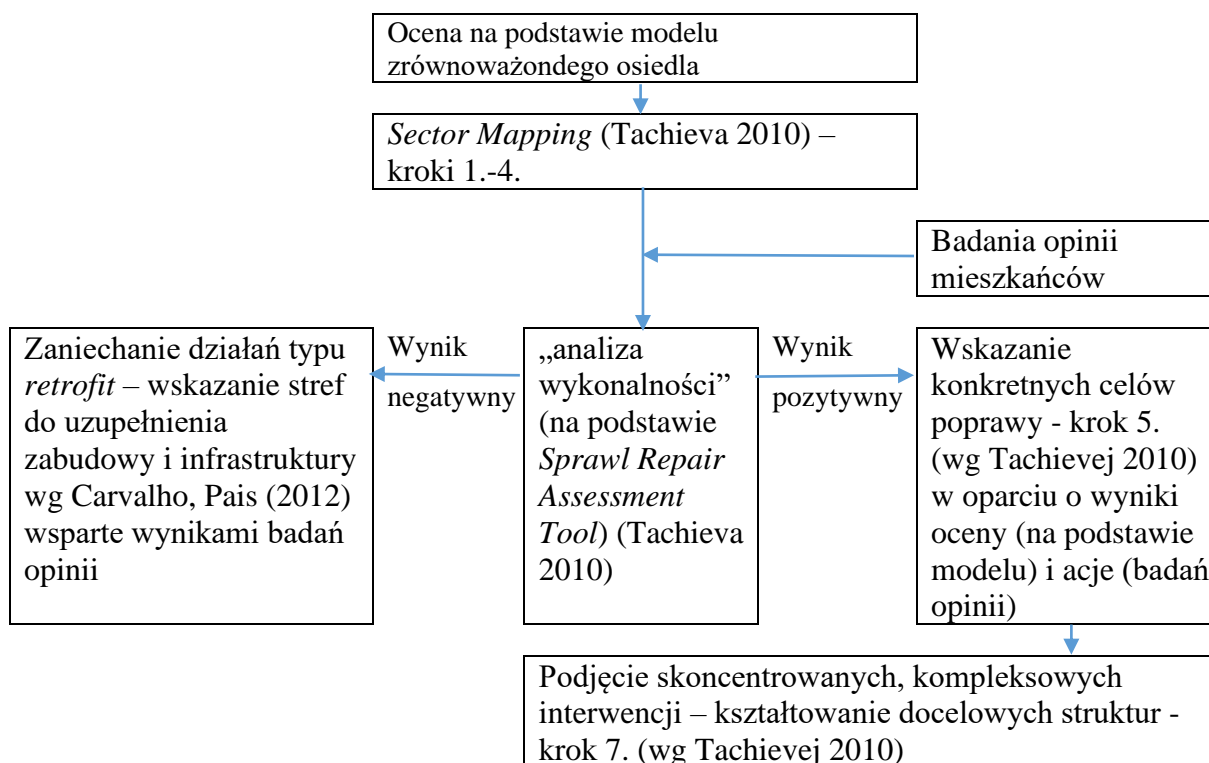 Ocena na podstawie modelu
zrównoważondego osiedla
Sector Mapping (Tachieva 2010) –
kroki 1.-4.
Badania opinii
mieszkańców
Zaniechanie działań typu
retrofit – wskazanie stref
do uzupełnienia
zabudowy i infrastruktury
wg Carvalho, Pais (2012)
wsparte wynikami badań
opinii
Wynik
negatywny
„analiza
wykonalności”
(na podstawie
Sprawl Repair
Assessment
Tool) (Tachieva
2010)
Wynik
pozytywny
Wskazanie
konkretnych celów
poprawy - krok 5.
(wg Tachievej 2010)
w oparciu o wyniki
oceny (na podstawie
modelu) i acje (badań
opinii)
Podjęcie skoncentrowanych, kompleksowych
interwencji – kształtowanie docelowych struktur -
krok 7. (wg Tachievej 2010)